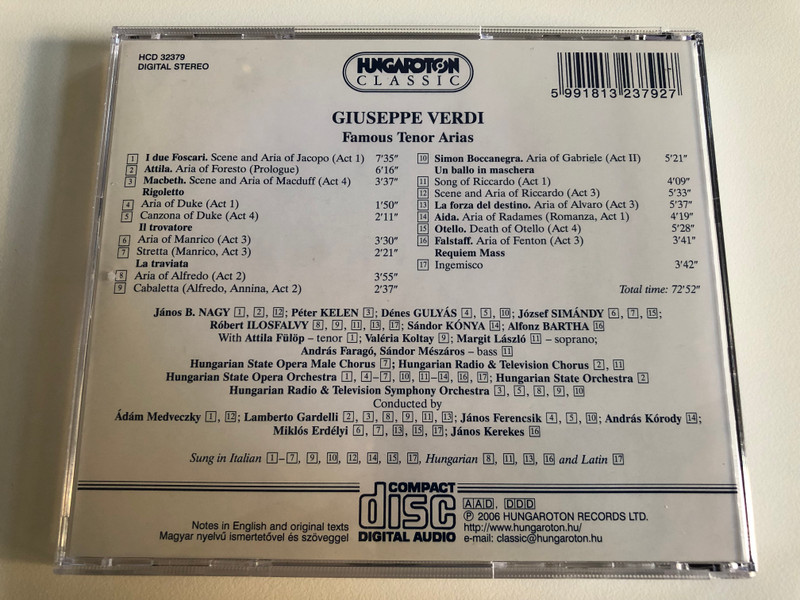 HCD 32379
DIGITAL STEREO
HUNGAROTON
CLASSIC
5 991813 237927
GIUSEPPE VERDI
Famous Tenor Arias
1 I due Foscari. Scene and Aria of Jacopo (Act 1) 7'35"
2 Attila. Aria of Foresto (Prologue) 6'16"
3 Macbeth. Scene and Aria of Macduff (Act 4) 3'37"
Rigoletto
4 Aria of Duke (Act 1) 1'50"
5 Canzona of Duke (Act 4) 2'11"
Il trovatore
6 Aria of Manrico (Act 3) 3'30"
7 Stretta (Manrico, Act 3) 2'21"
La traviata
8 Aria of Alfredo (Act 2) 3'55"
9 Cabaletta (Alfredo, Annina, Act 2) 2'37"
10 Simon Boccanegra. Aria of Gabriele (Act II) 5'21"
Un ballo in maschera
11 Song of Riccardo (Act 1) 4'09"
12 Scene and Aria of Riccardo (Act 3) 5'33"
13 La forza del destino. Aria of Alvaro (Act 3) 5'37"
14 Aida. Aria of Radames (Romanza, Act 1) 4'19"
15 Otello. Death of Otello (Act 4) 5'28"
16 Falstaff. Aria of Fenton (Act 3) 3'41"
Requiem Mass
17 Ingemisco 3'42"
Total time: 72'52"
János B. NAGY 1, 2, 12; Péter KELEN 3; Dénes GULYÁS 4, 5, 10; József SIMÁNDY 6, 7, 15;
Róbert ILOSFALVY 8, 9, 11, 13, 17; Sándor KÓNYA 14; Alfonz BARTHA 16
With Attila Fülöp – tenor 1; Valéria Koltay 9; Margit László 11 – soprano;
András Faragó, Sándor Mészáros – bass 11
Hungarian State Opera Male Chorus 7; Hungarian Radio & Television Chorus 2, 11
Hungarian State Opera Orchestra 1, 4–7, 10, 11–14, 16, 17; Hungarian State Orchestra 2
Hungarian Radio & Television Symphony Orchestra 3, 5, 8, 9, 10
Conducted by
Ádám Medveczky 1, 12; Lamberto Gardelli 2, 3, 8, 9, 11, 13; János Ferencsik 4, 5, 10; András Kórody 14;
Miklós Erdélyi 6, 7, 13, 15, 17; János Kerekes 16
Sung in Italian 1–7, 9, 10, 12, 14, 15, 17, Hungarian 8, 11, 13, 16 and Latin 17
Notes in English and original texts
Magyar nyelvű ismertetővel és szöveggel
COMPACT
disc
DIGITAL AUDIO
AAD, DDD
℗ 2006 HUNGAROTON RECORDS LTD.
http://www.hungaroton.hu/
e-mail: classic@hungaroton.hu